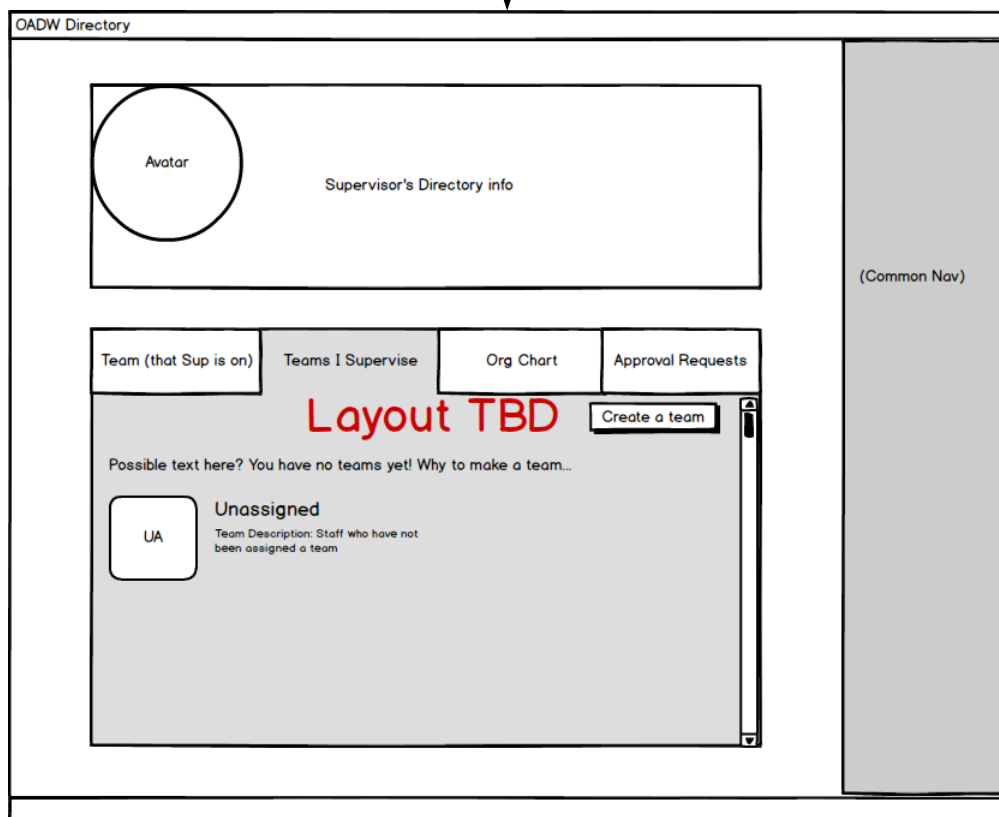 OADW Directory
Avatar
Supervisor's Directory info
(Common Nav)
Team (that Sup is on)
Teams I Supervise
Org Chart
Approval Requests
Layout TBD
Create a team
Possible text here? You have no teams yet! Why to make a team...
UA
Unassigned
Team Description: Staff who have not
been assigned a team